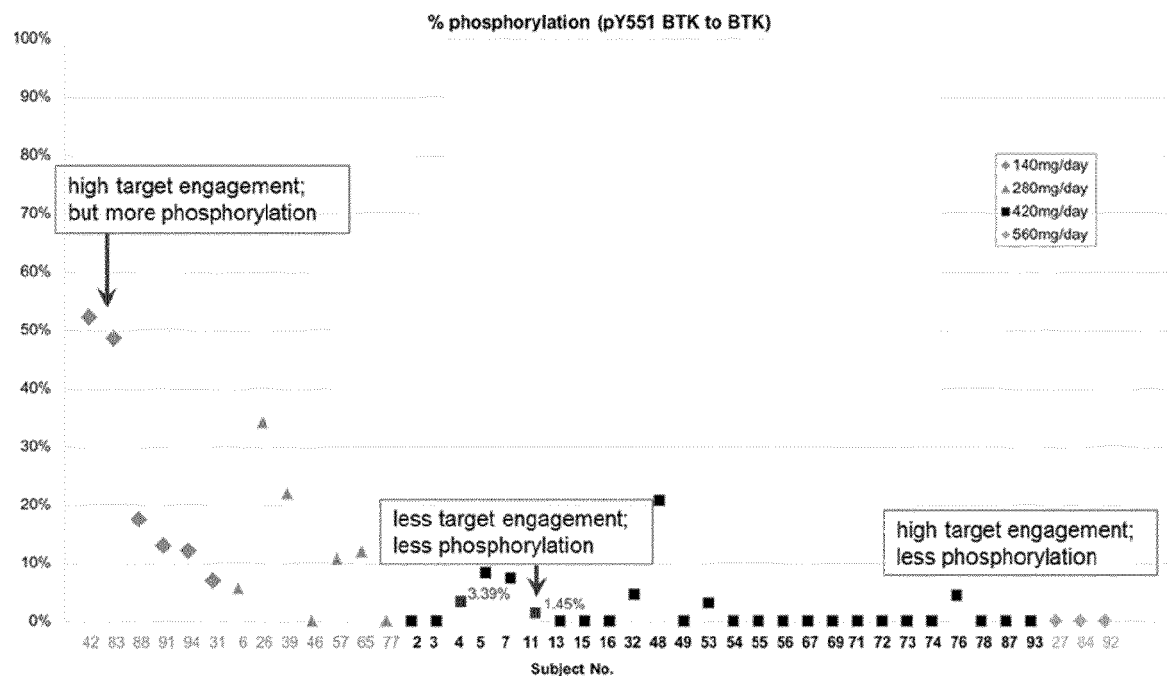 % phosphorylation (pY551 BTK to BTK)
100%
90%
80%
70%
60%
50%
40%
30%
20%
10%
0%
high target engagement;
but more phosphorylation
140mg/day
280mg/day
420mg/day
560mg/day
less target engagement;
less phosphorylation
high target engagement;
less phosphorylation
3.39%
1.45%
42 83 88 91 94 31 6 26 39 46 57 65 77 2 3 4 5 7 11 13 15 16 32 48 49 53 54 55 56 67 69 71 72 73 74 76 78 87 93 27 84 92
Subject No.